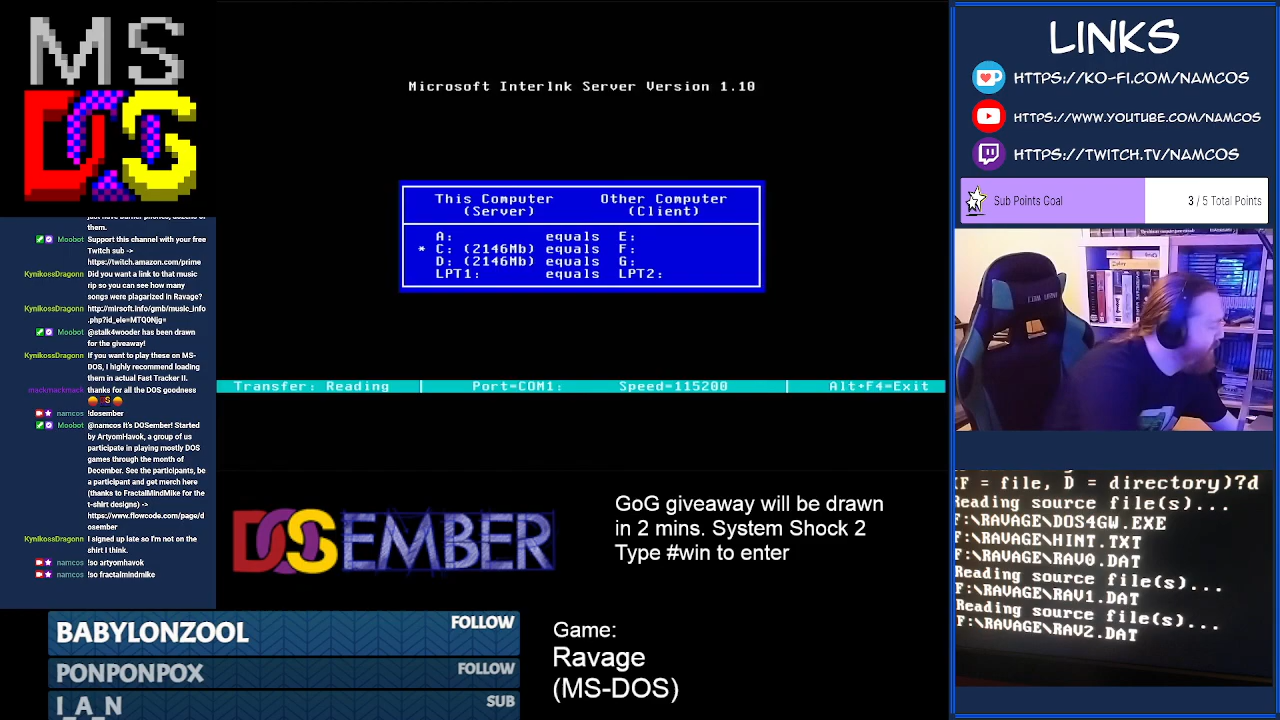 MS
DOS
just have burner phones, dozens of
them.
Moobot Support this channel with your free
Twitch sub ->
https://twitch.amazon.com/prime
KynikossDragonn Did you want a link to that music
rip so you can see how many
songs were plagarized in Ravage?
KynikossDragonn http://mirsoft.info/gmb/music_info
.php?id_ele=MTQ0Njg=
Moobot @stalk4wooder has been drawn
for the giveaway!
KynikossDragonn If you want to play these on MS-
DOS, I highly recommend loading
them in actual Fast Tracker II.
mackmackmack thanks for all the DOS goodness
namcos !dosember
Moobot @namcos It's DOSember! Started
by ArtyomHavok, a group of us
participate in playing mostly DOS
games through the month of
December. See the participants, be
a participant and get merch here
(thanks to FractalMindMike for the
t-shirt designs) ->
https://www.flowcode.com/page/d
osember
KynikossDragonn I signed up late so I'm not on the
shirt I think.
namcos !so artyomhavok
namcos !so fractalmindmike
Microsoft Interlnk Server Version 1.10
This Computer Other Computer
(Server) (Client)
A: equals E:
* C: (2146Mb) equals F:
D: (2146Mb) equals G:
LPT1: equals LPT2:
Transfer: Reading | Port=COM1: Speed=115200 | Alt+F4=Exit
DOSEMBER
GoG giveaway will be drawn
in 2 mins. System Shock 2
Type #win to enter
BABYLONZOOL FOLLOW
PONPONPOX FOLLOW
I_A_N SUB
Game:
Ravage
(MS-DOS)
LINKS
HTTPS://KO-FI.COM/NAMCOS
HTTPS://WWW.YOUTUBE.COM/NAMCOS
HTTPS://TWITCH.TV/NAMCOS
Sub Points Goal 3 / 5 Total Points
(F = file, D = directory)?d
Reading source file(s)...
F:\RAVAGE\DOS4GW.EXE
F:\RAVAGE\HINT.TXT
F:\RAVAGE\RAV0.DAT
Reading source file(s)...
F:\RAVAGE\RAV1.DAT
Reading source file(s)...
F:\RAVAGE\RAV2.DAT